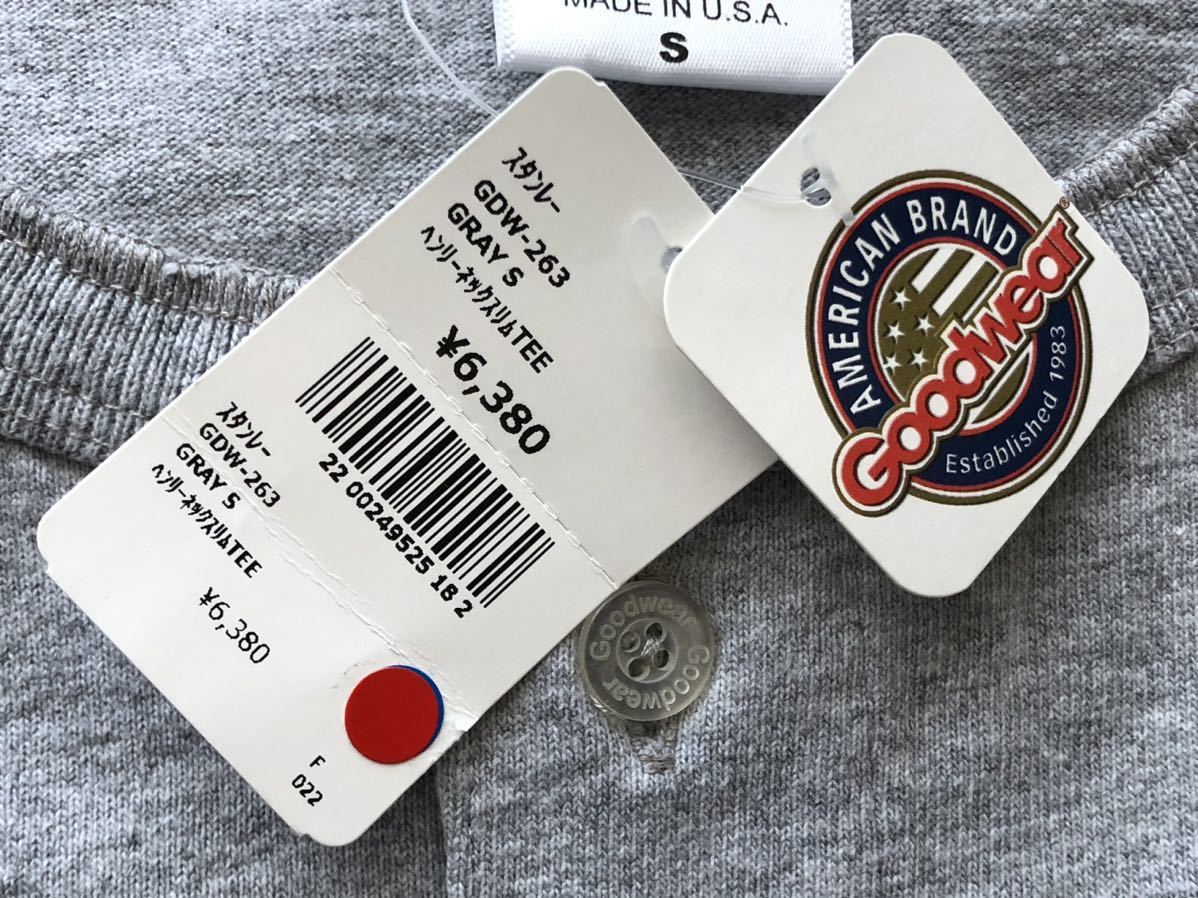 MADE IN U.S.A.
S
スタンレー
GDW-263
GRAY S
ヘンリーネックスリムTEE
¥6,380
22 00249525 18 2
スタンレー
GDW-263
GRAY S
ヘンリーネックスリムTEE
¥6,380
F
022
AMERICAN BRAND
Goodwear®
Established 1983
Goodwear
Goodwear